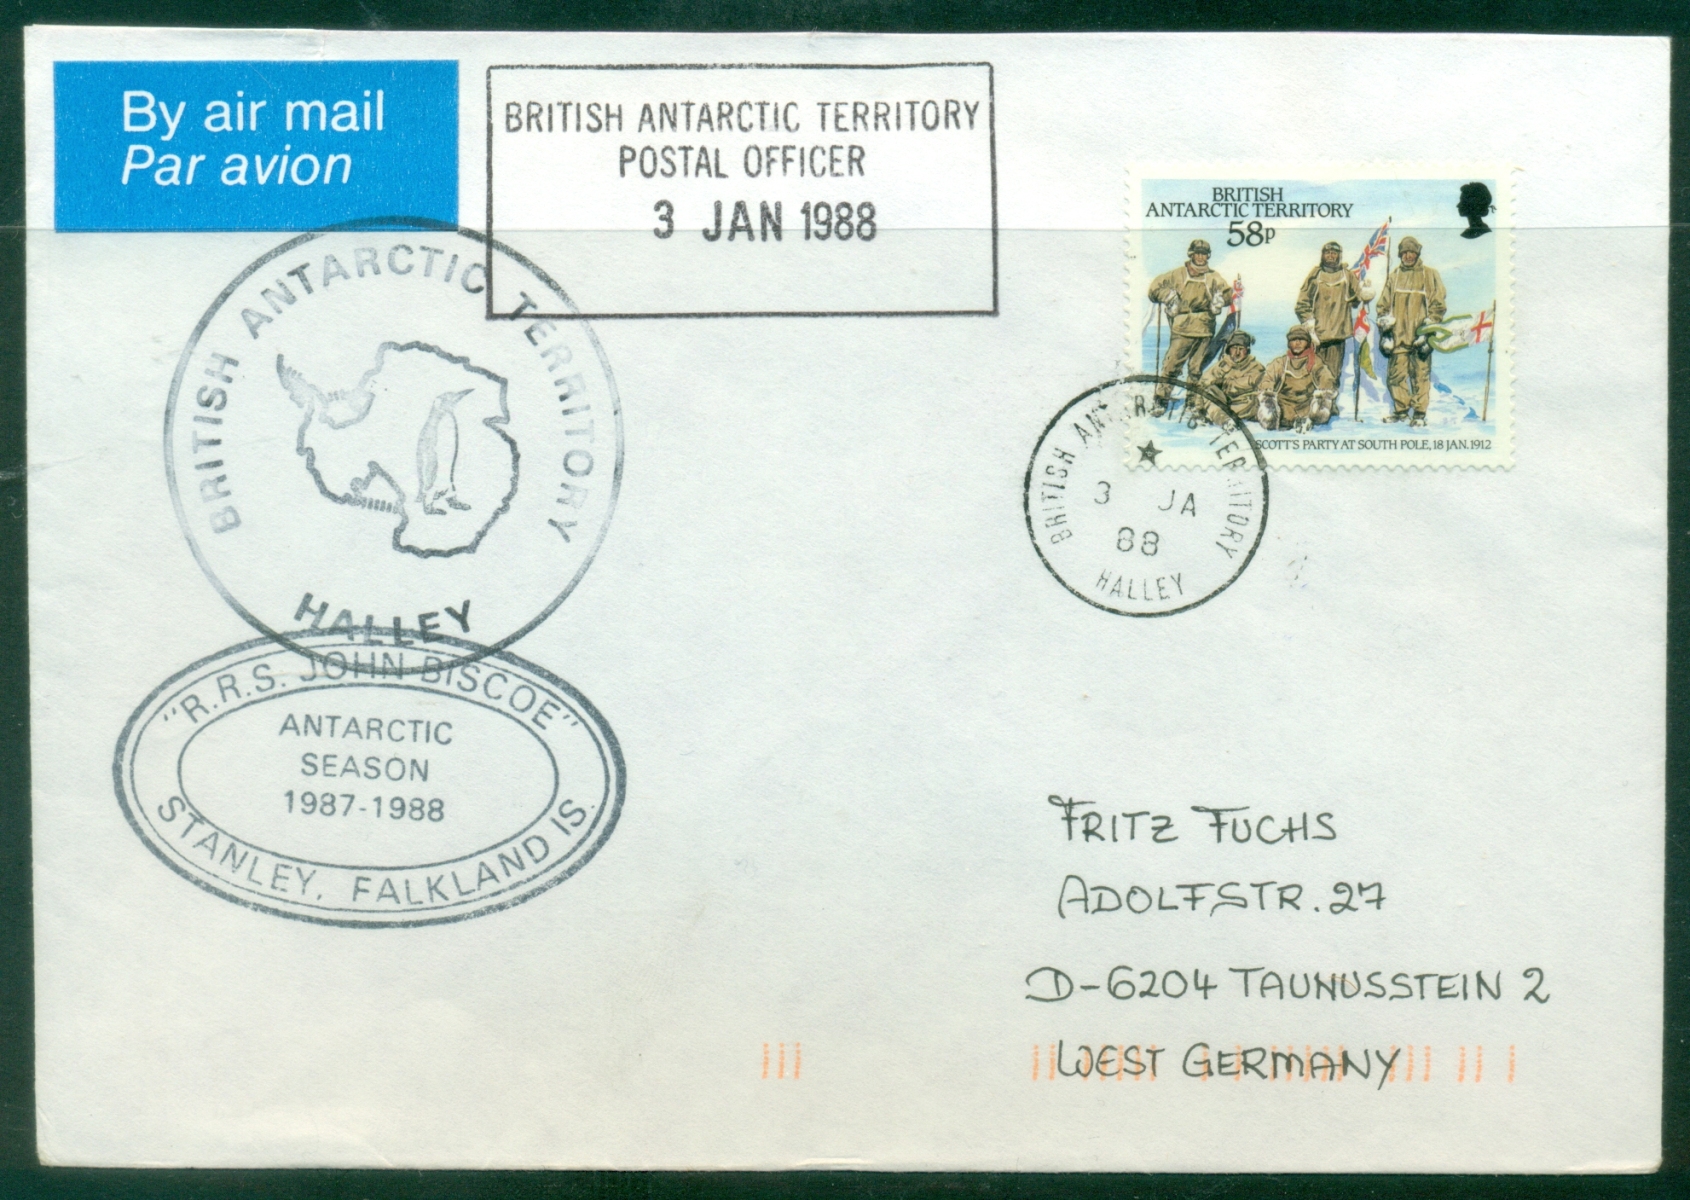 By air mail
Par avion
BRITISH ANTARCTIC TERRITORY
POSTAL OFFICER
3 JAN 1988
BRITISH
ANTARCTIC TERRITORY
58p
SCOTT'S PARTY AT SOUTH POLE, 18 JAN. 1912
BRITISH ANTARCTIC TERRITORY
HALLEY
BRITISH ANTARCTIC TERRITORY
3 JA
88
HALLEY
"R.R.S. JOHN BISCOE"
ANTARCTIC
SEASON
1987-1988
STANLEY, FALKLAND IS.
FRITZ FUCHS
ADOLFSTR. 27
D-6204 TAUNUSSTEIN 2
WEST GERMANY